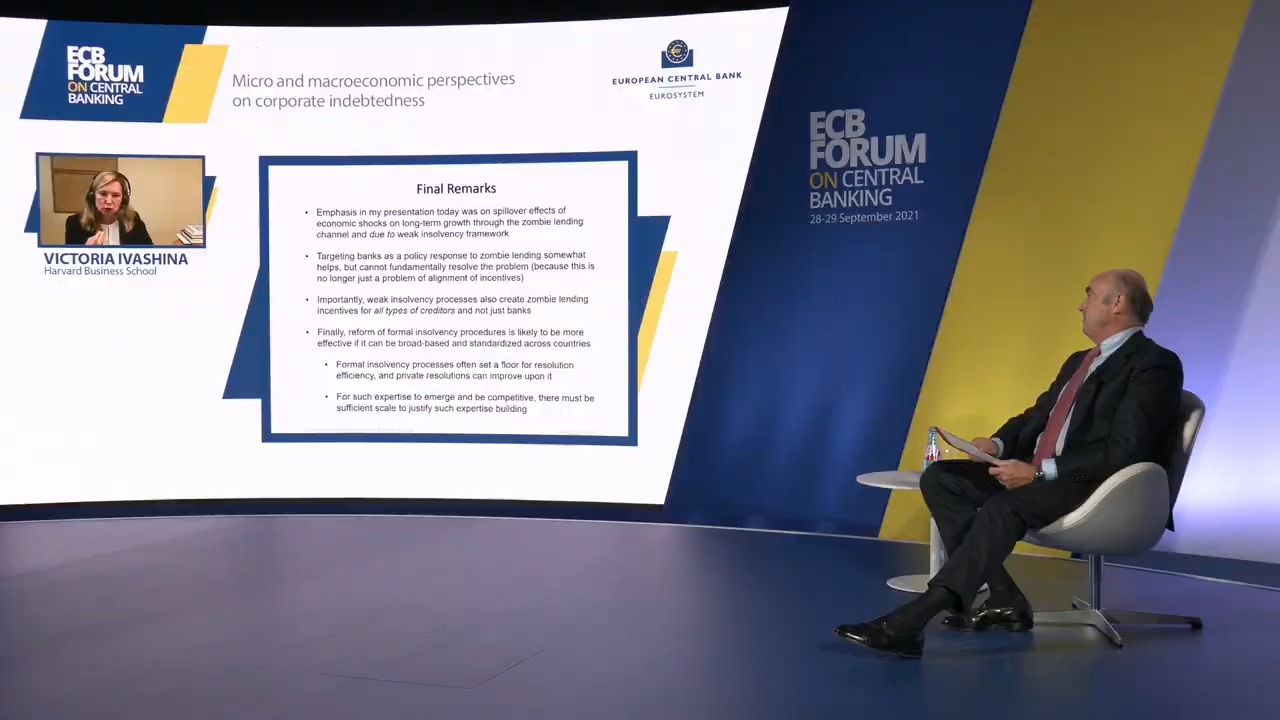 ECB
FORUM
ON CENTRAL
BANKING
Micro and macroeconomic perspectives
on corporate indebtedness
EUROPEAN CENTRAL BANK
EUROSYSTEM
VICTORIA IVASHINA
Harvard Business School
Final Remarks
• Emphasis in my presentation today was on spillover effects of
economic shocks on long-term growth through the zombie lending
channel and due to weak insolvency framework
• Targeting banks as a policy response to zombie lending somewhat
helps, but cannot fundamentally resolve the problem (because this is
no longer just a problem of alignment of incentives)
• Importantly, weak insolvency processes also create zombie lending
incentives for all types of creditors and not just banks
• Finally, reform of formal insolvency procedures is likely to be more
effective if it can be broad-based and standardized across countries
• Formal insolvency processes often set a floor for resolution
efficiency, and private resolutions can improve upon it
• For such expertise to emerge and be competitive, there must be
sufficient scale to justify such expertise building
ECB
FORUM
ON CENTRAL
BANKING
28-29 September 2021